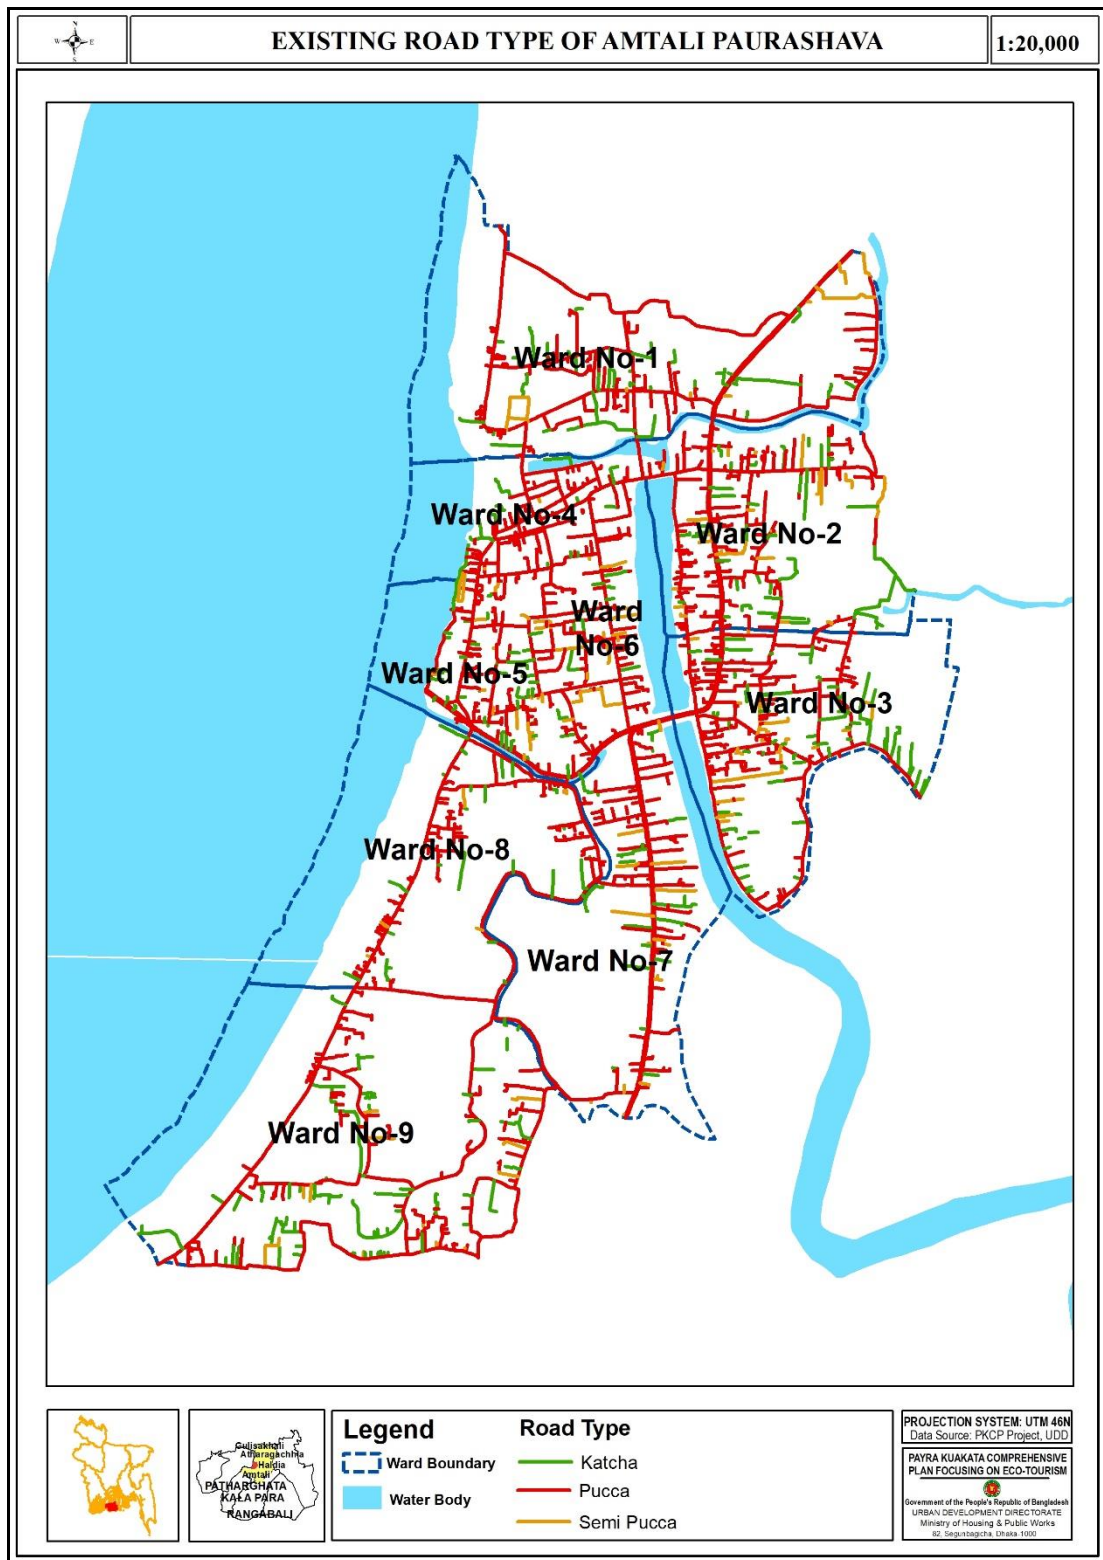 N
W E
S
EXISTING ROAD TYPE OF AMTALI PAURASHAVA
1:20,000
Ward No-1
Ward No-4
Ward No-2
Ward
No-6
Ward No-5
Ward No-3
Ward No-8
Ward No-7
Ward No-9
Gulisakhali
Atharagachhia
Haldia
Amtali
PATHARGHATA
KALA PARA
RANGABALI
Legend
Ward Boundary
Water Body
Road Type
Katcha
Pucca
Semi Pucca
PROJECTION SYSTEM: UTM 46N
Data Source: PKCP Project, UDD
PAYRA KUAKATA COMPREHENSIVE
PLAN FOCUSING ON ECO-TOURISM
Government of the People's Republic of Bangladesh
URBAN DEVELOPMENT DIRECTORATE
Ministry of Housing & Public Works
82, Segunbagicha, Dhaka-1000